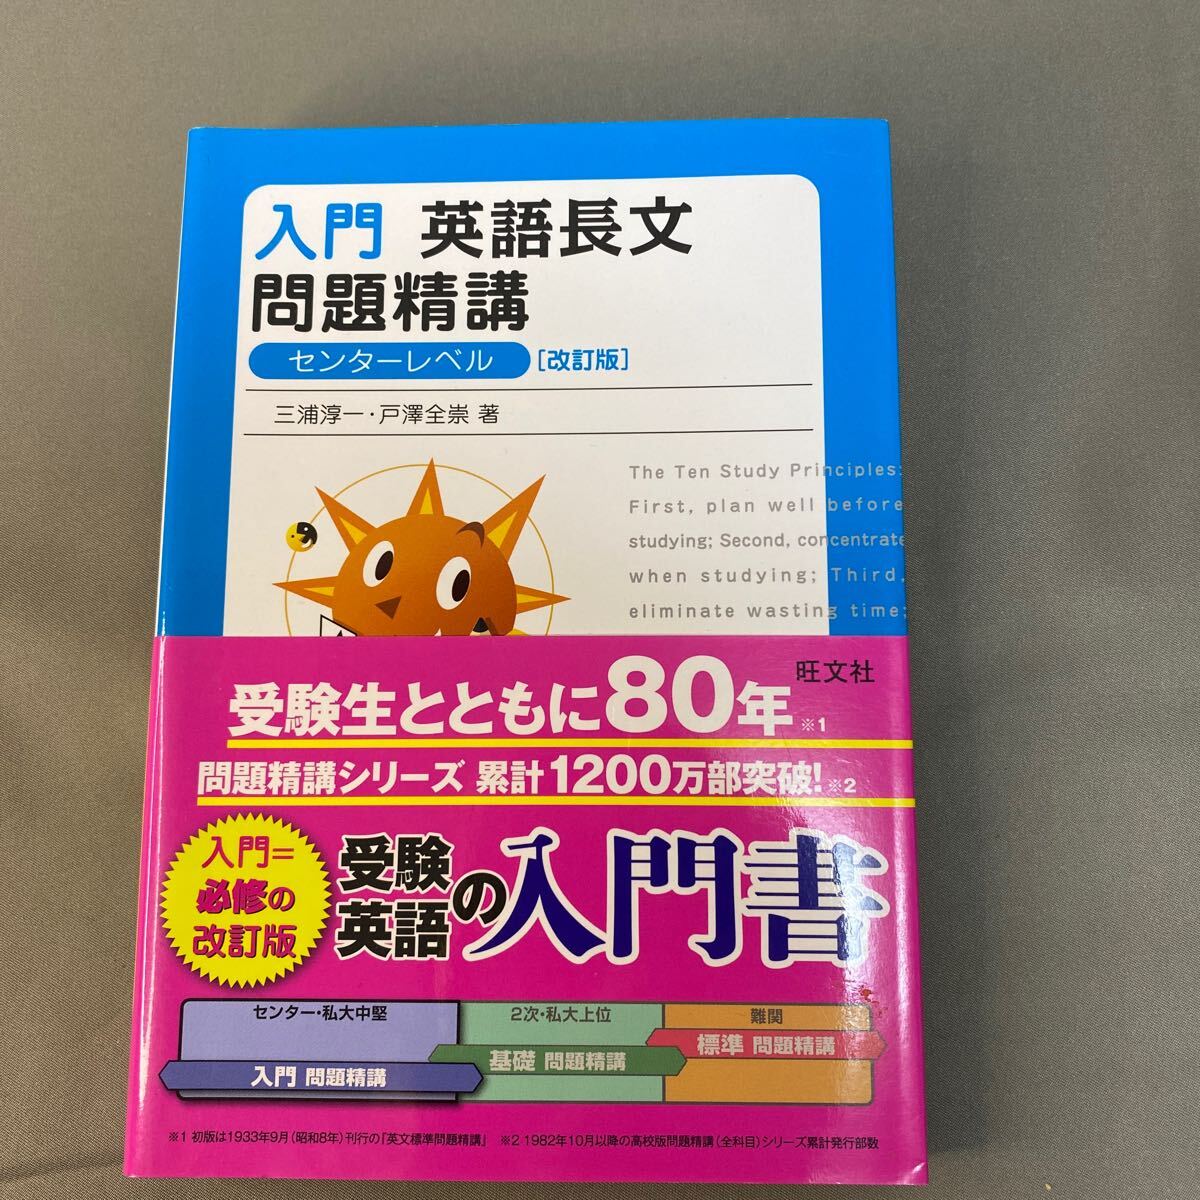 入門 英語長文
問題精講
センターレベル [改訂版]
三浦淳一・戸澤全崇 著
The Ten Study Principles:
First, plan well before
studying; Second, concentrate
when studying; Third,
eliminate wasting time;
旺文社
受験生とともに80年※1
問題精講シリーズ 累計1200万部突破!※2
入門=
必修の
改訂版
受験
英語
の入門書
センター・私大中堅
2次・私大上位
難関
入門 問題精講
基礎 問題精講
標準 問題精講
※1 初版は1933年9月(昭和8年)刊行の「英文標準問題精講」 ※2 1982年10月以降の高校版問題精講(全科目)シリーズ累計発行部数